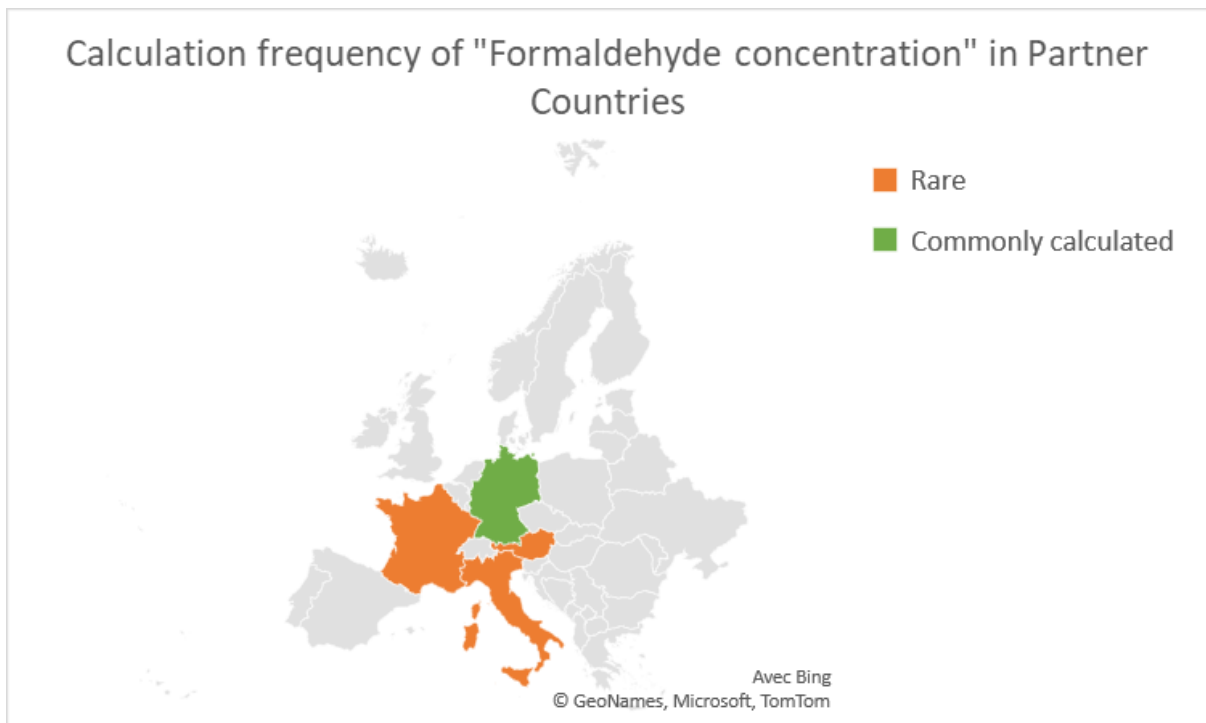 Calculation frequency of "Formaldehyde concentration" in Partner
Countries
Rare
Commonly calculated
Avec Bing
© GeoNames, Microsoft, TomTom